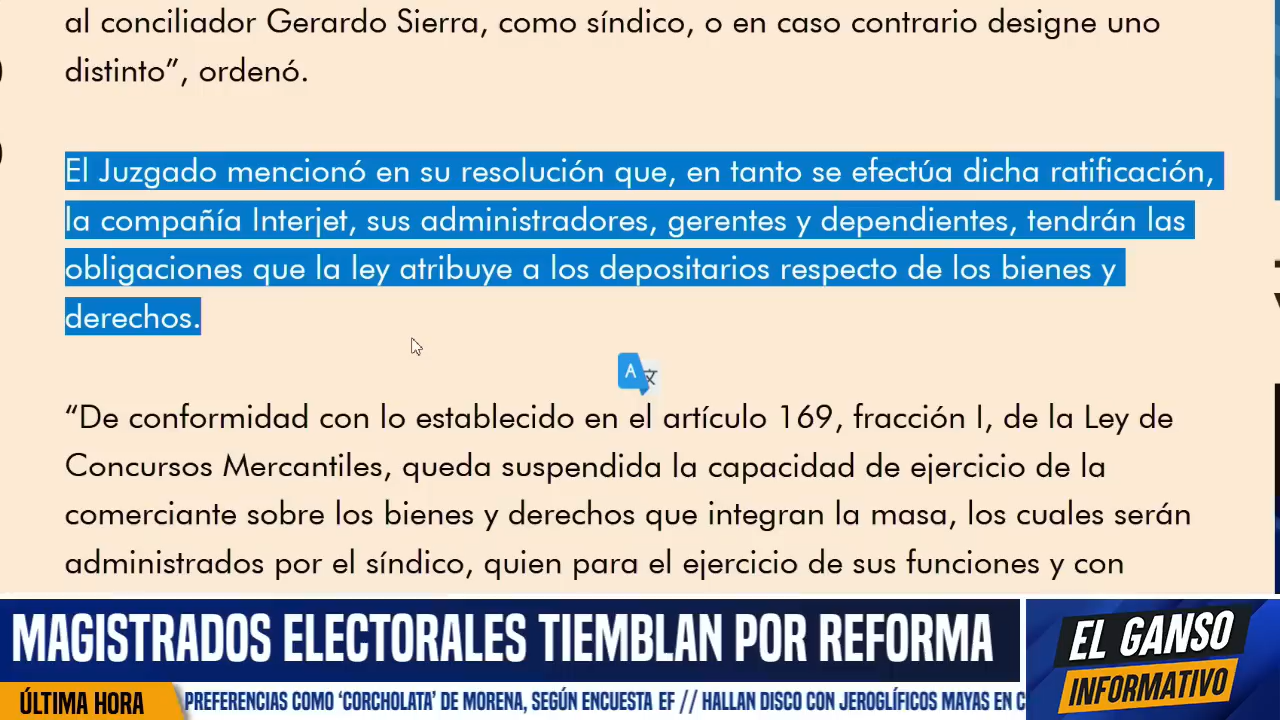 al conciliador Gerardo Sierra, como síndico, o en caso contrario designe uno
distinto”, ordenó.
El Juzgado mencionó en su resolución que, en tanto se efectúa dicha ratificación,
la compañía Interjet, sus administradores, gerentes y dependientes, tendrán las
obligaciones que la ley atribuye a los depositarios respecto de los bienes y
derechos.
“De conformidad con lo establecido en el artículo 169, fracción I, de la Ley de
Concursos Mercantiles, queda suspendida la capacidad de ejercicio de la
comerciante sobre los bienes y derechos que integran la masa, los cuales serán
administrados por el síndico, quien para el ejercicio de sus funciones y con
MAGISTRADOS ELECTORALES TIEMBLAN POR REFORMA
EL GANSO
INFORMATIVO
ÚLTIMA HORA
PREFERENCIAS COMO ‘CORCHOLATA’ DE MORENA, SEGÚN ENCUESTA EF // HALLAN DISCO CON JEROGLÍFICOS MAYAS EN C